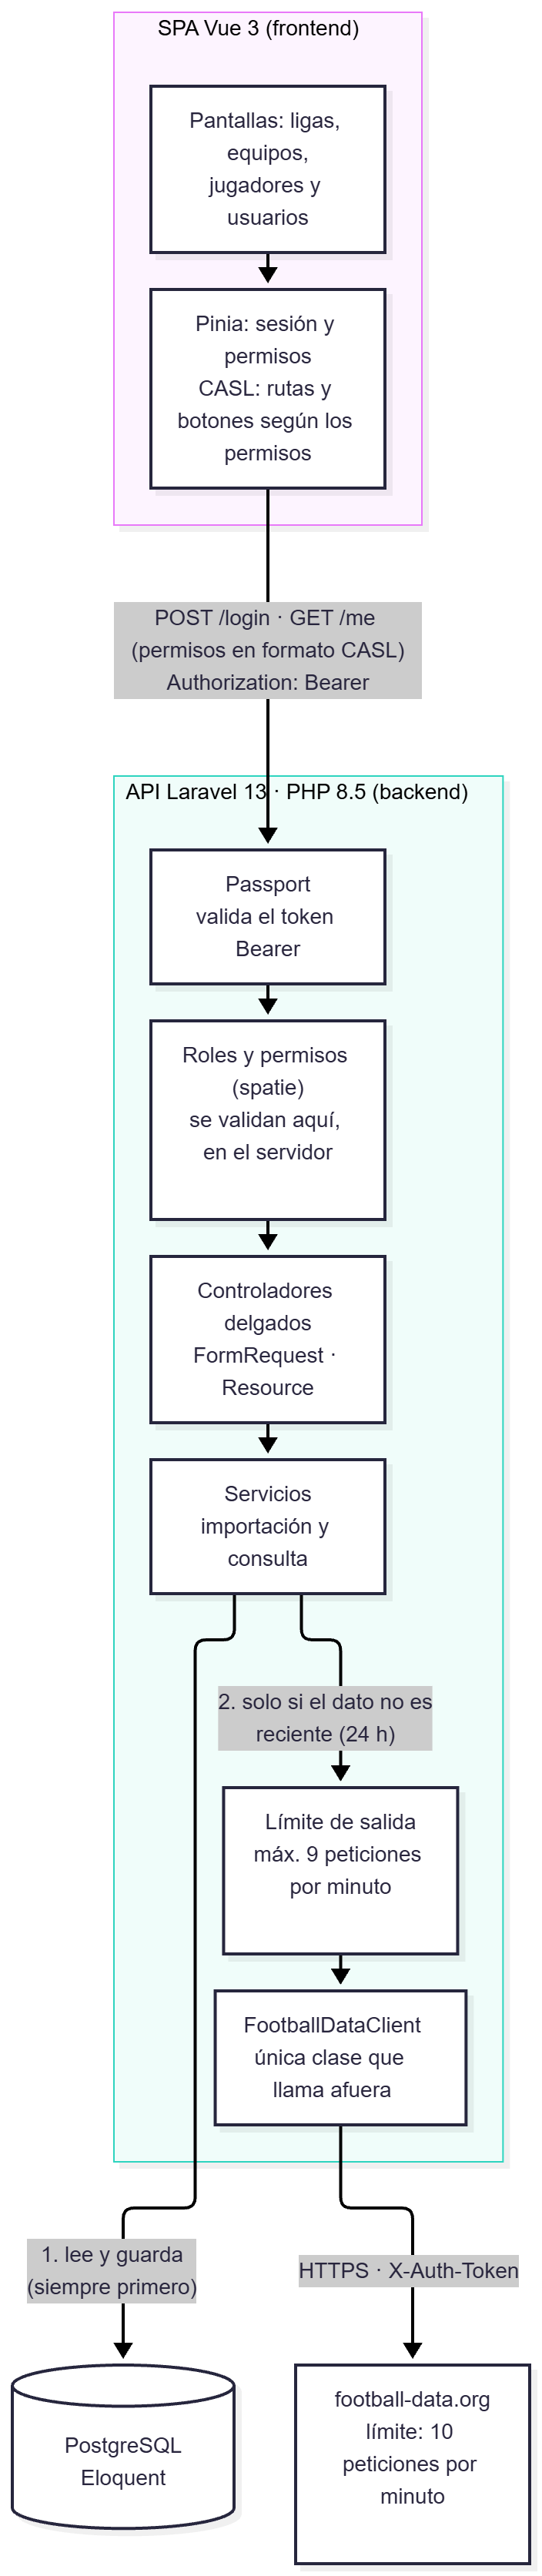 SPA Vue 3 (frontend)
Pantallas: ligas,
equipos,
jugadores y
usuarios
Pinia: sesión y
permisos
CASL: rutas y
botones según los
permisos
POST /login · GET /me
(permisos en formato CASL)
Authorization: Bearer
API Laravel 13 · PHP 8.5 (backend)
Passport
valida el token
Bearer
Roles y permisos
(spatie)
se validan aquí,
en el servidor
Controladores
delgados
FormRequest ·
Resource
Servicios
importación y
consulta
2. solo si el dato no es
reciente (24 h)
Límite de salida
máx. 9 peticiones
por minuto
FootballDataClient
única clase que
llama afuera
1. lee y guarda
(siempre primero)
HTTPS · X-Auth-Token
PostgreSQL
Eloquent
football-data.org
límite: 10
peticiones por
minuto